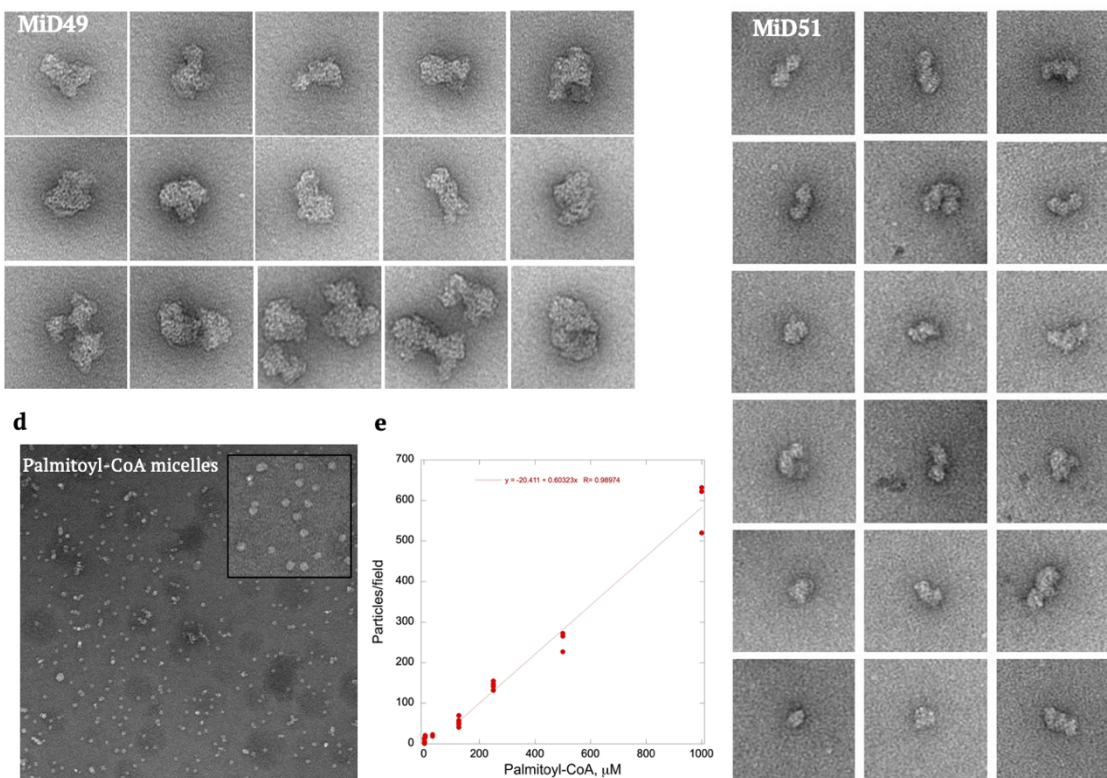 MiD49
MiD51
d
Palmitoyl-CoA micelles
e
700
600
500
400
300
200
100
0
y = -20.411 + 0.60323x R= 0.98974
Particles/field
0
200
400
600
800
1000
Palmitoyl-CoA, μM